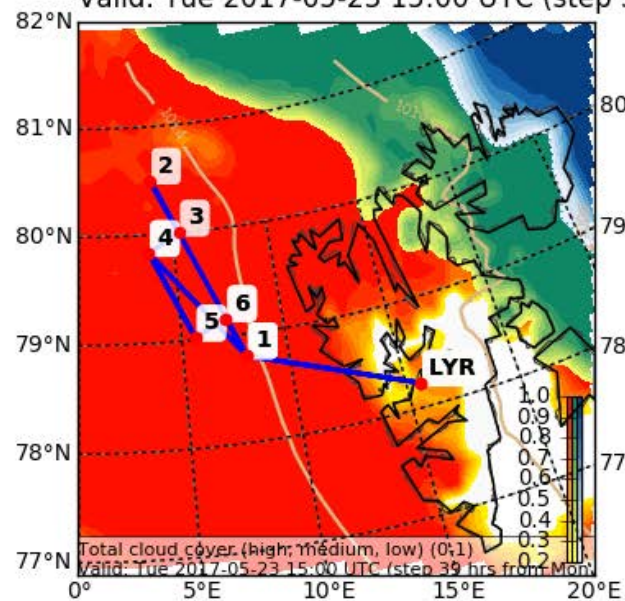 Valid: Tue 2017-05-23 15:00 UTC (step
82°N
80
81°N
101
1014
2
3
79
80°N
4
6
5
1
79°N
78
LYR
1.0
0.9
0.8
0.7
0.6
0.5
0.4
0.3
0.2
78°N
77
77°N
Total cloud cover (high, medium, low) (0-1)
Valid: Tue 2017-05-23 15:00 UTC (step 39 hrs from Mon
0°
5°E
10°E
15°E
20°E